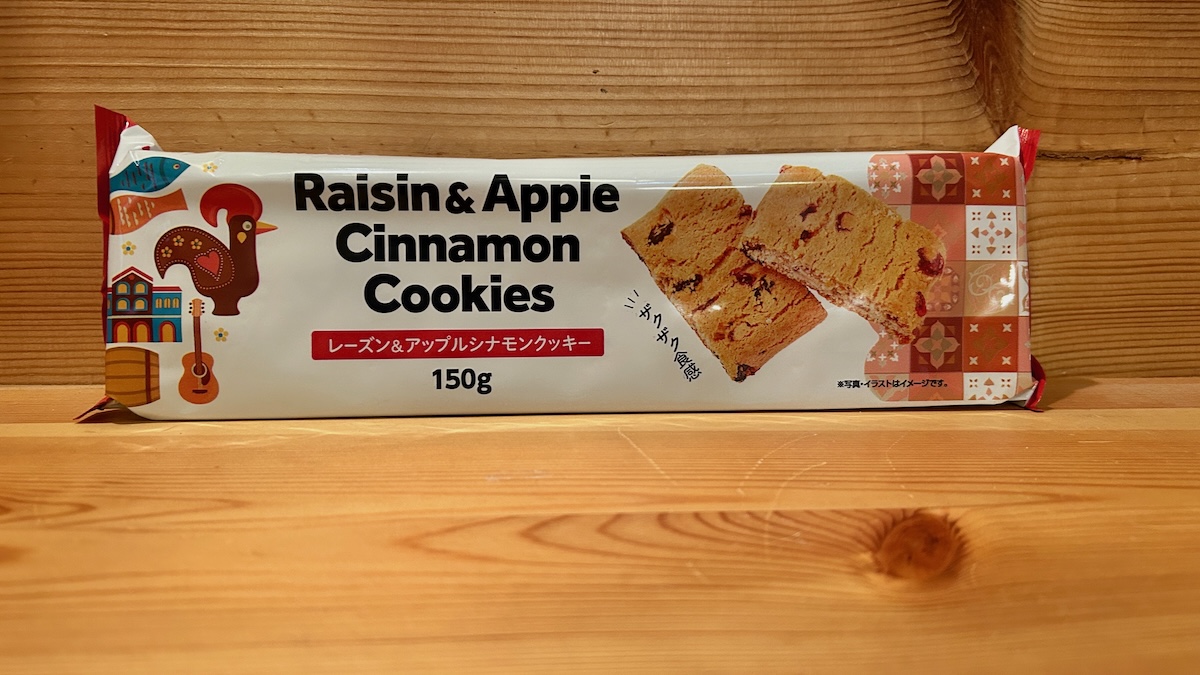 Raisin & Appie
Cinnamon
Cookies
レーズン&アップルシナモンクッキー
150g
ザクザク食感
※写真・イラストはイメージです。